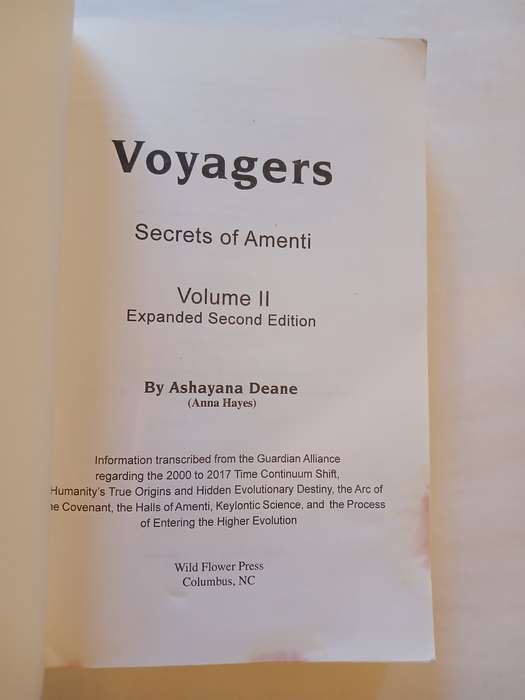 Voyagers
Secrets of Amenti
Volume II
Expanded Second Edition
By Ashayana Deane
(Anna Hayes)
Information transcribed from the Guardian Alliance
regarding the 2000 to 2017 Time Continuum Shift,
Humanity's True Origins and Hidden Evolutionary Destiny, the Arc of
Covenant, the Halls of Amenti, Keylontic Science, and the Process
of Entering the Higher Evolution
Wild Flower Press
Columbus, NC